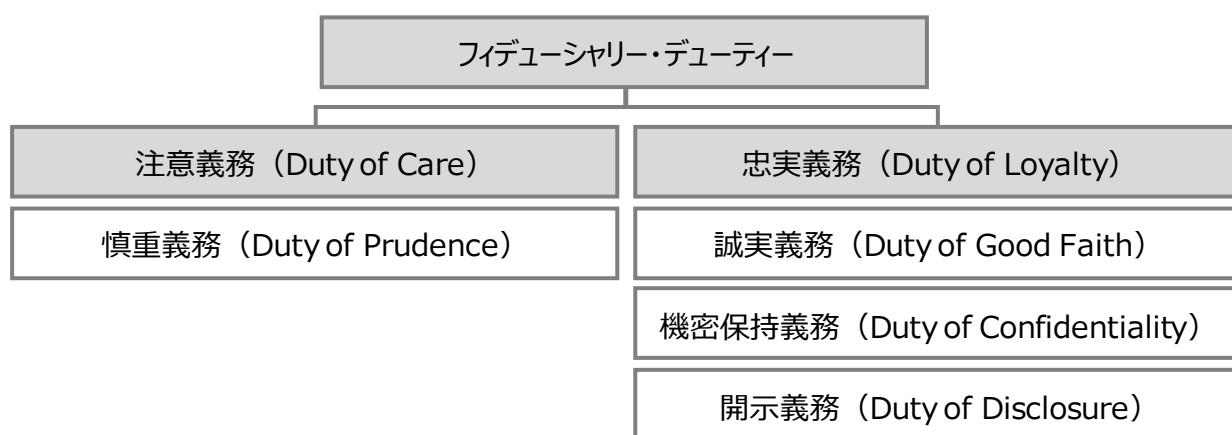 フィデューシャリー・デューティー
注意義務（Duty of Care）
忠実義務（Duty of Loyalty）
慎重義務（Duty of Prudence）
誠実義務（Duty of Good Faith）
機密保持義務（Duty of Confidentiality）
開示義務（Duty of Disclosure）